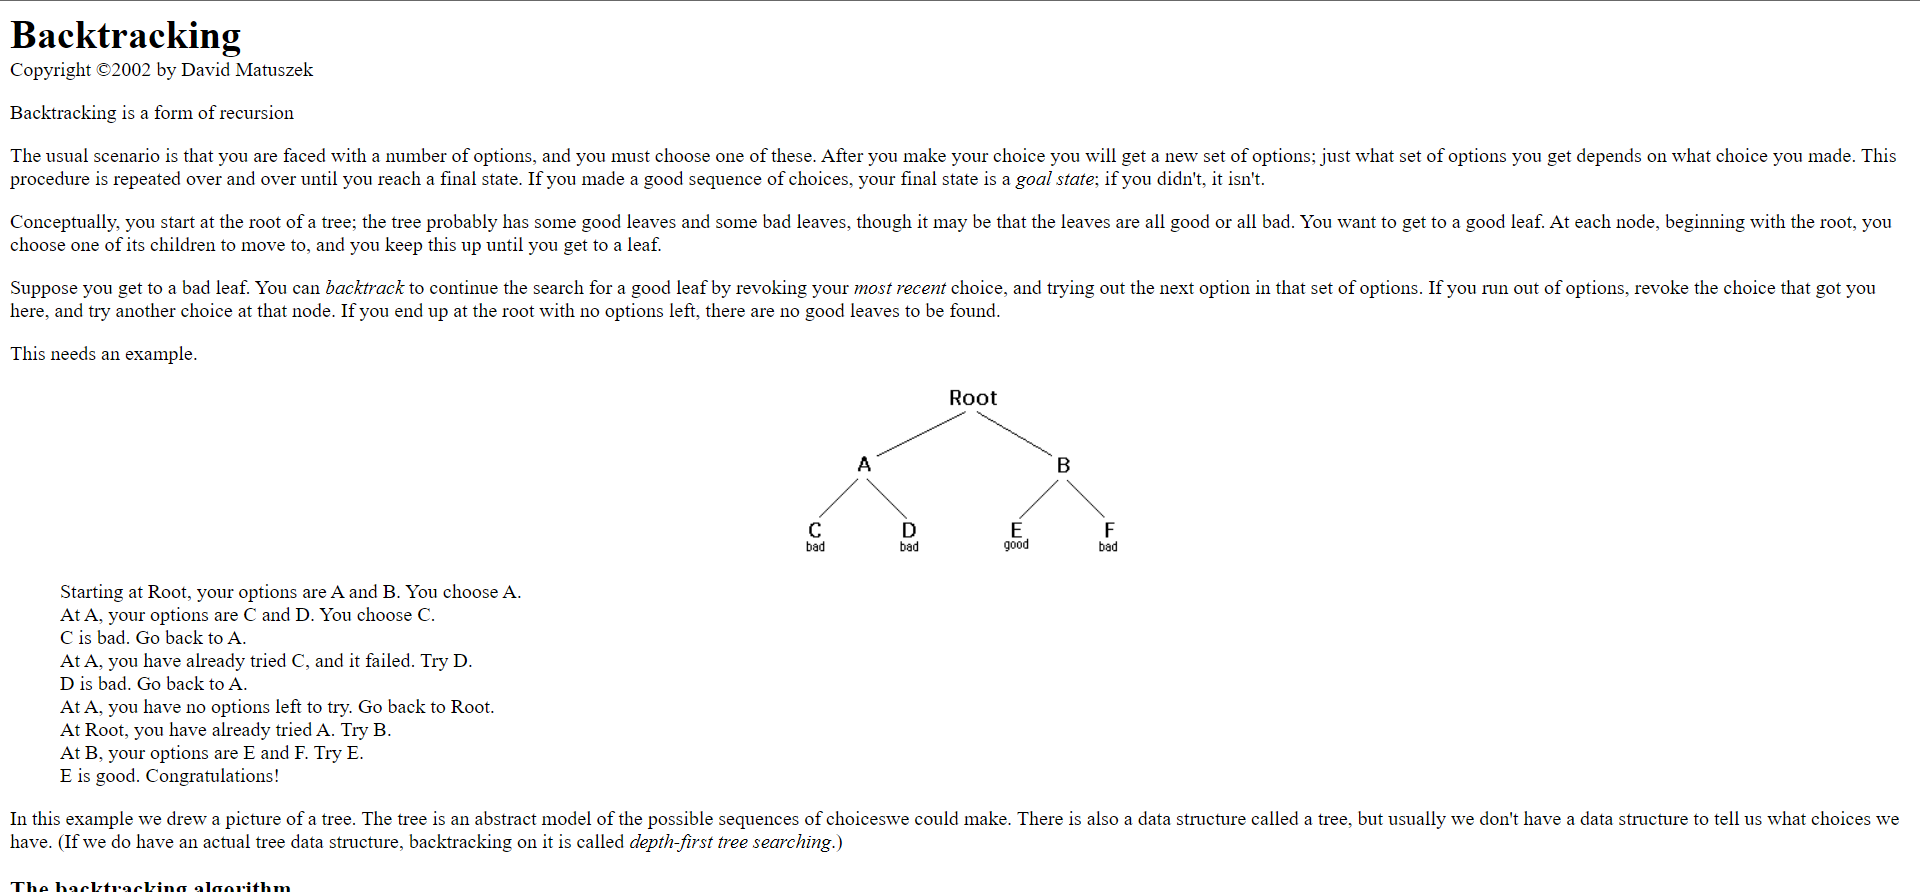 Backtracking
Copyright ©2002 by David Matuszek
Backtracking is a form of recursion
The usual scenario is that you are faced with a number of options, and you must choose one of these. After you make your choice you will get a new set of options; just what set of options you get depends on what choice you made. This
procedure is repeated over and over until you reach a final state. If you made a good sequence of choices, your final state is a goal state; if you didn't, it isn't.
Conceptually, you start at the root of a tree; the tree probably has some good leaves and some bad leaves, though it may be that the leaves are all good or all bad. You want to get to a good leaf. At each node, beginning with the root, you
choose one of its children to move to, and you keep this up until you get to a leaf.
Suppose you get to a bad leaf. You can backtrack to continue the search for a good leaf by revoking your most recent choice, and trying out the next option in that set of options. If you run out of options, revoke the choice that got you
here, and try another choice at that node. If you end up at the root with no options left, there are no good leaves to be found.
This needs an example.
Root
A B
C D E F
bad bad good bad
Starting at Root, your options are A and B. You choose A.
At A, your options are C and D. You choose C.
C is bad. Go back to A.
At A, you have already tried C, and it failed. Try D.
D is bad. Go back to A.
At A, you have no options left to try. Go back to Root.
At Root, you have already tried A. Try B.
At B, your options are E and F. Try E.
E is good. Congratulations!
In this example we drew a picture of a tree. The tree is an abstract model of the possible sequences of choiceswe could make. There is also a data structure called a tree, but usually we don't have a data structure to tell us what choices we
have. (If we do have an actual tree data structure, backtracking on it is called depth-first tree searching.)
The backtracking algorithm